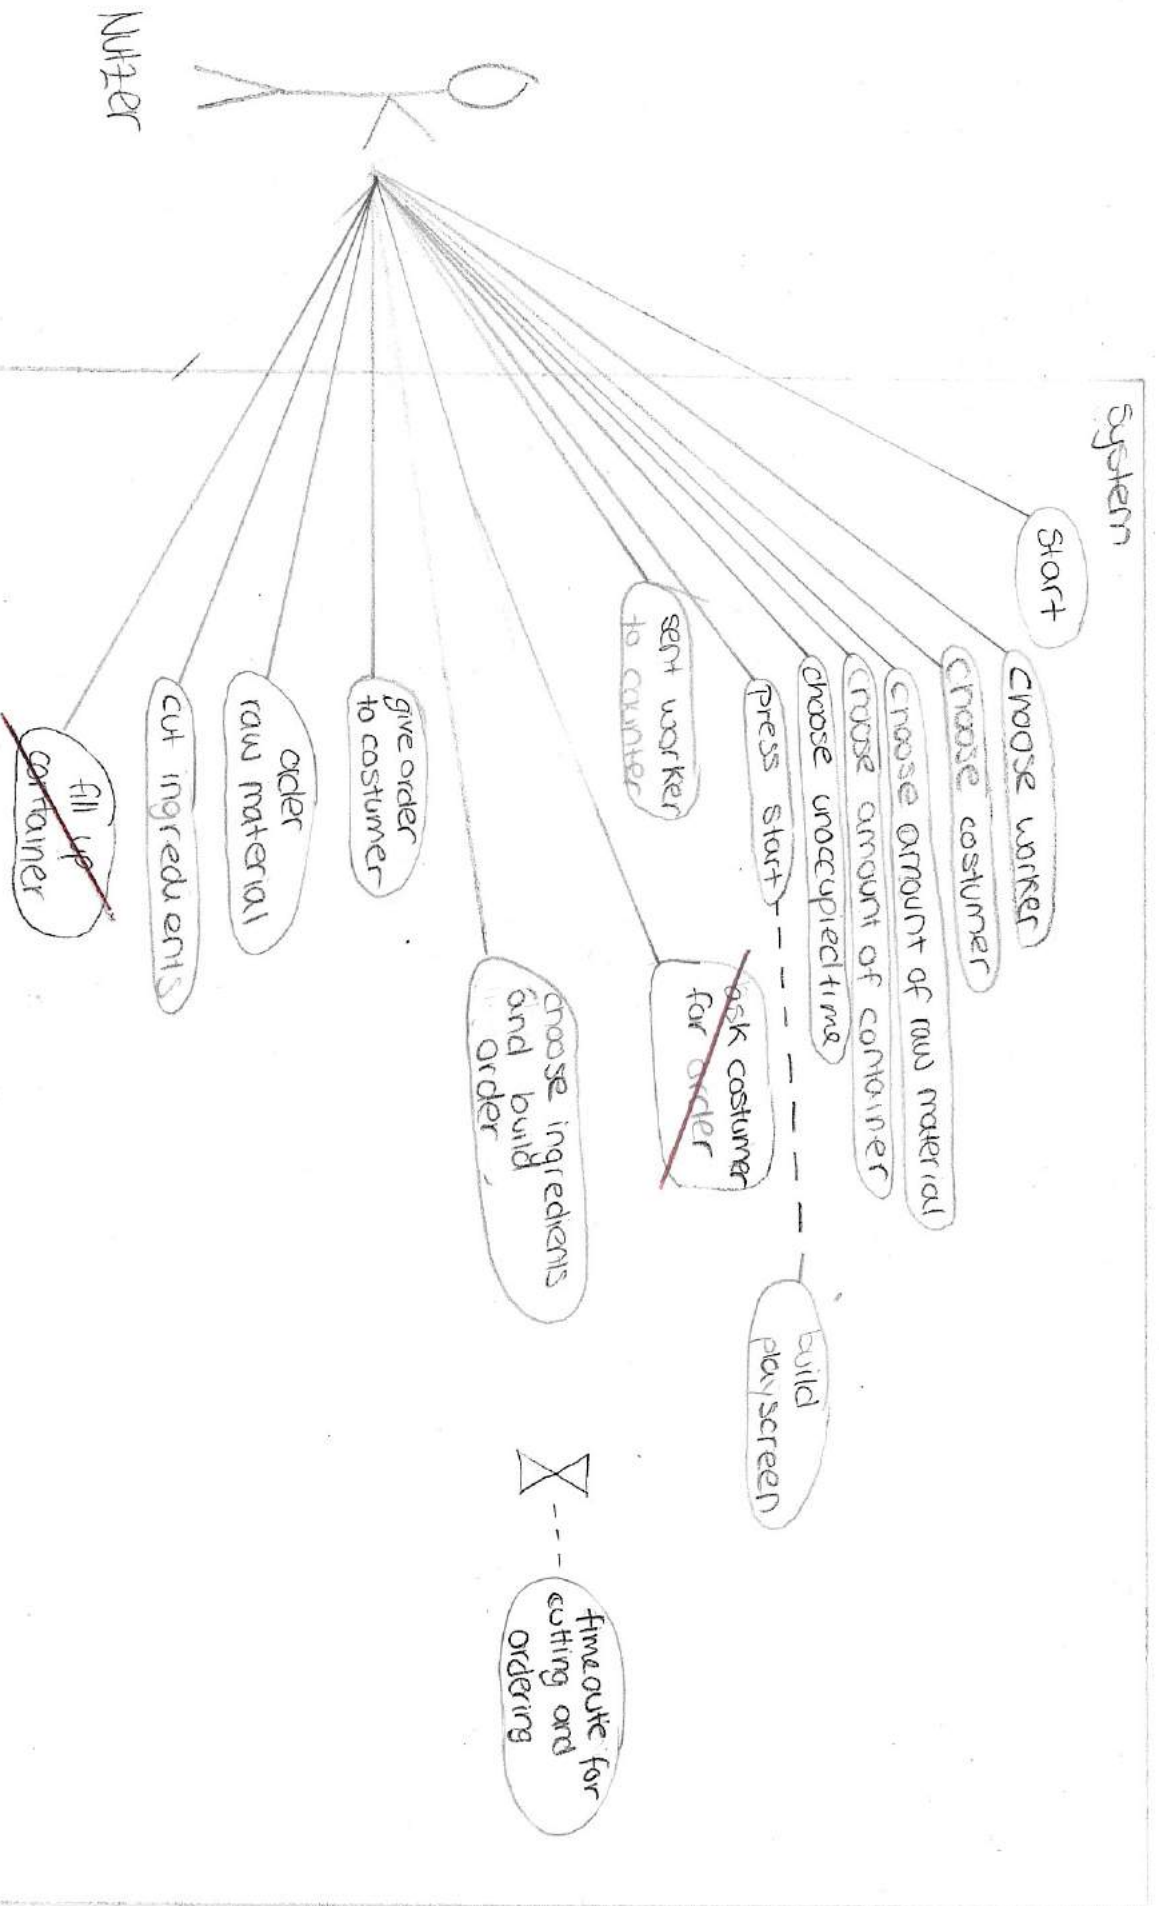 System
Start
choose worker
choose costumer
choose amount of raw material
choose amount of container
choose unoccupied time
press start
build
playscreen
sent worker
to counter
ask costumer
for order
choose ingredients
and build
order
timeoute for
cutting and
ordering
give order
to costumer
oder
raw material
cut ingredients
fill up
container
Nutzer